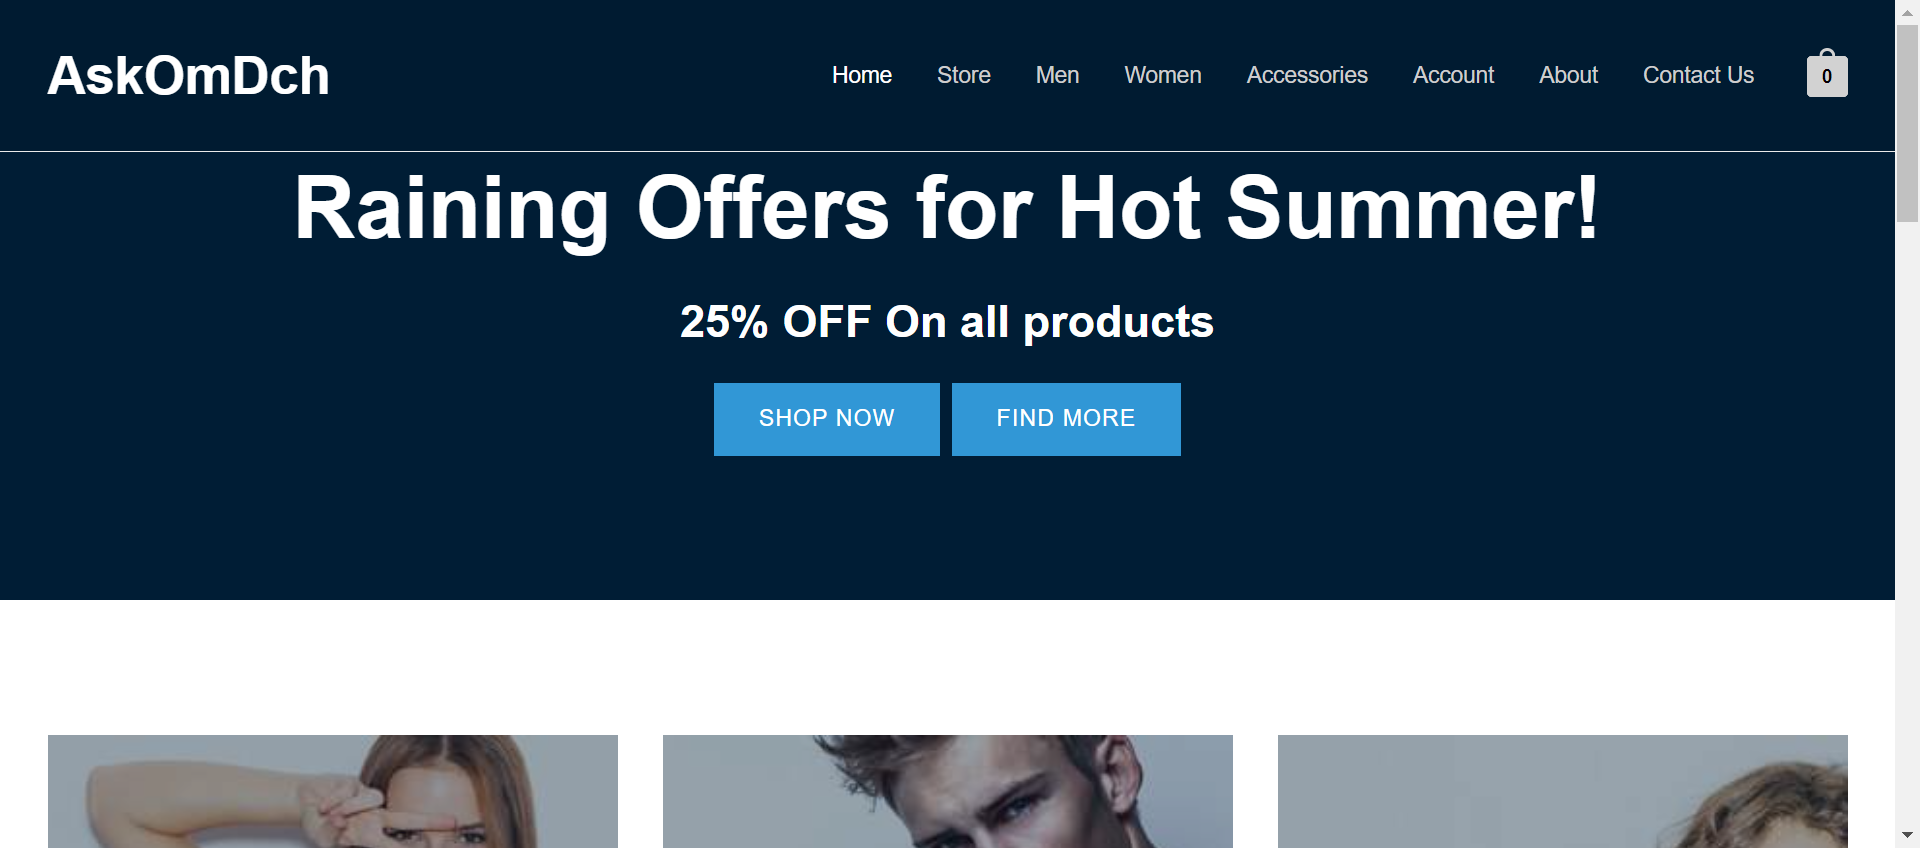 AskOmDch
Home Store Men Women Accessories Account About Contact Us 0
Raining Offers for Hot Summer!
25% OFF On all products
SHOP NOW FIND MORE